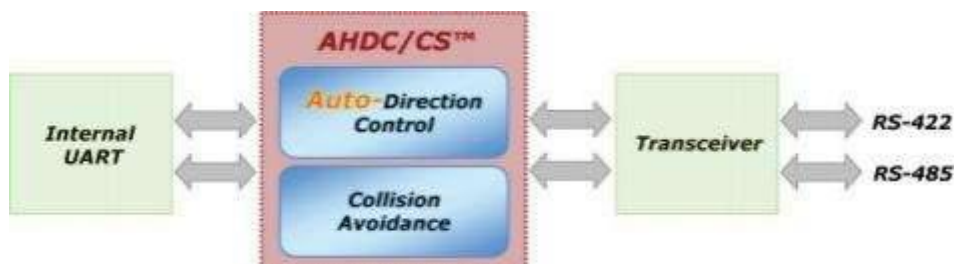 AHDC/CS™
Auto-Direction
Control
Internal
UART
Transceiver
RS-422
RS-485
Collision
Avoidance